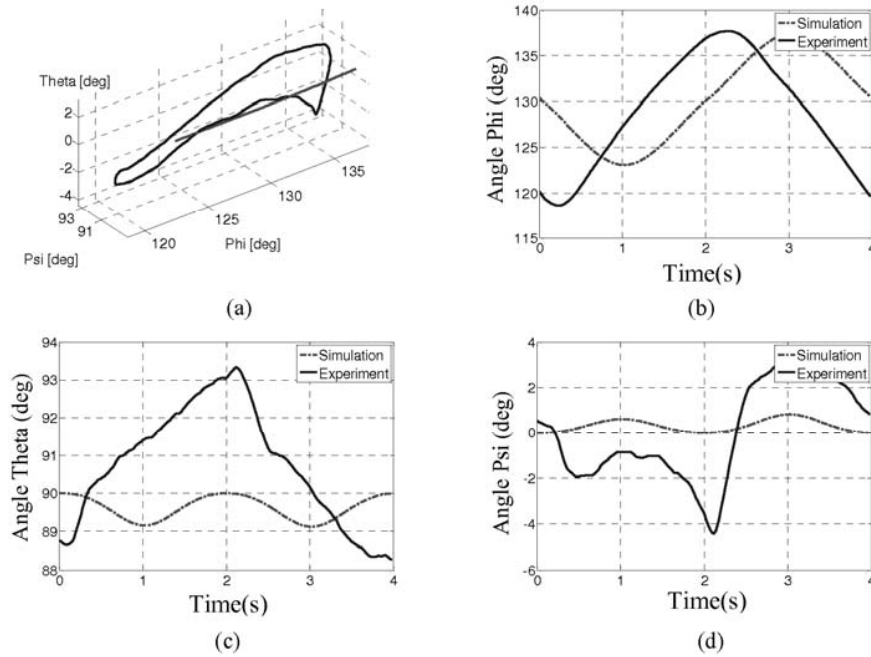 Theta [deg]
2
0
-2
-4
93
91
Psi [deg]
120
125
130
135
Phi [deg]
(a)
140
135
130
125
120
115
Angle Phi (deg)
Simulation
Experiment
0 1 2 3 4
Time(s)
(b)
94
93
92
91
90
89
88
Angle Theta (deg)
Simulation
Experiment
0 1 2 3 4
Time(s)
(c)
4
2
0
-2
-4
-6
Angle Psi (deg)
Simulation
Experiment
0 1 2 3 4
Time(s)
(d)